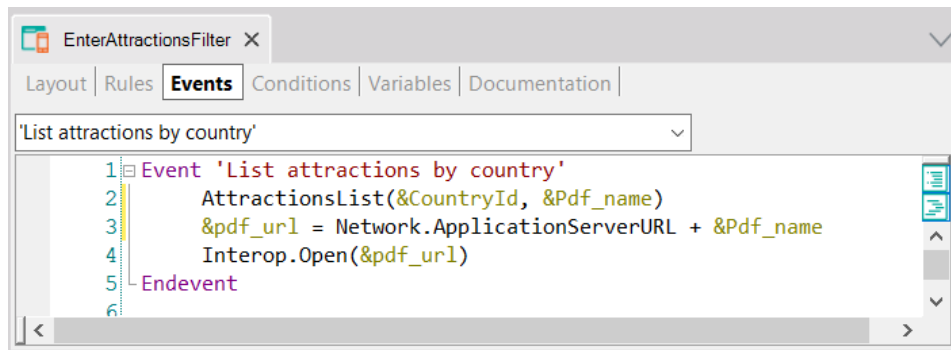 EnterAttractionsFilter
Layout Rules Events Conditions Variables Documentation
'List attractions by country'
1 Event 'List attractions by country'
2 AttractionsList(&CountryId, &Pdf_name)
3 &pdf_url = Network.ApplicationServerURL + &Pdf_name
4 Interop.Open(&pdf_url)
5 Endevent
6